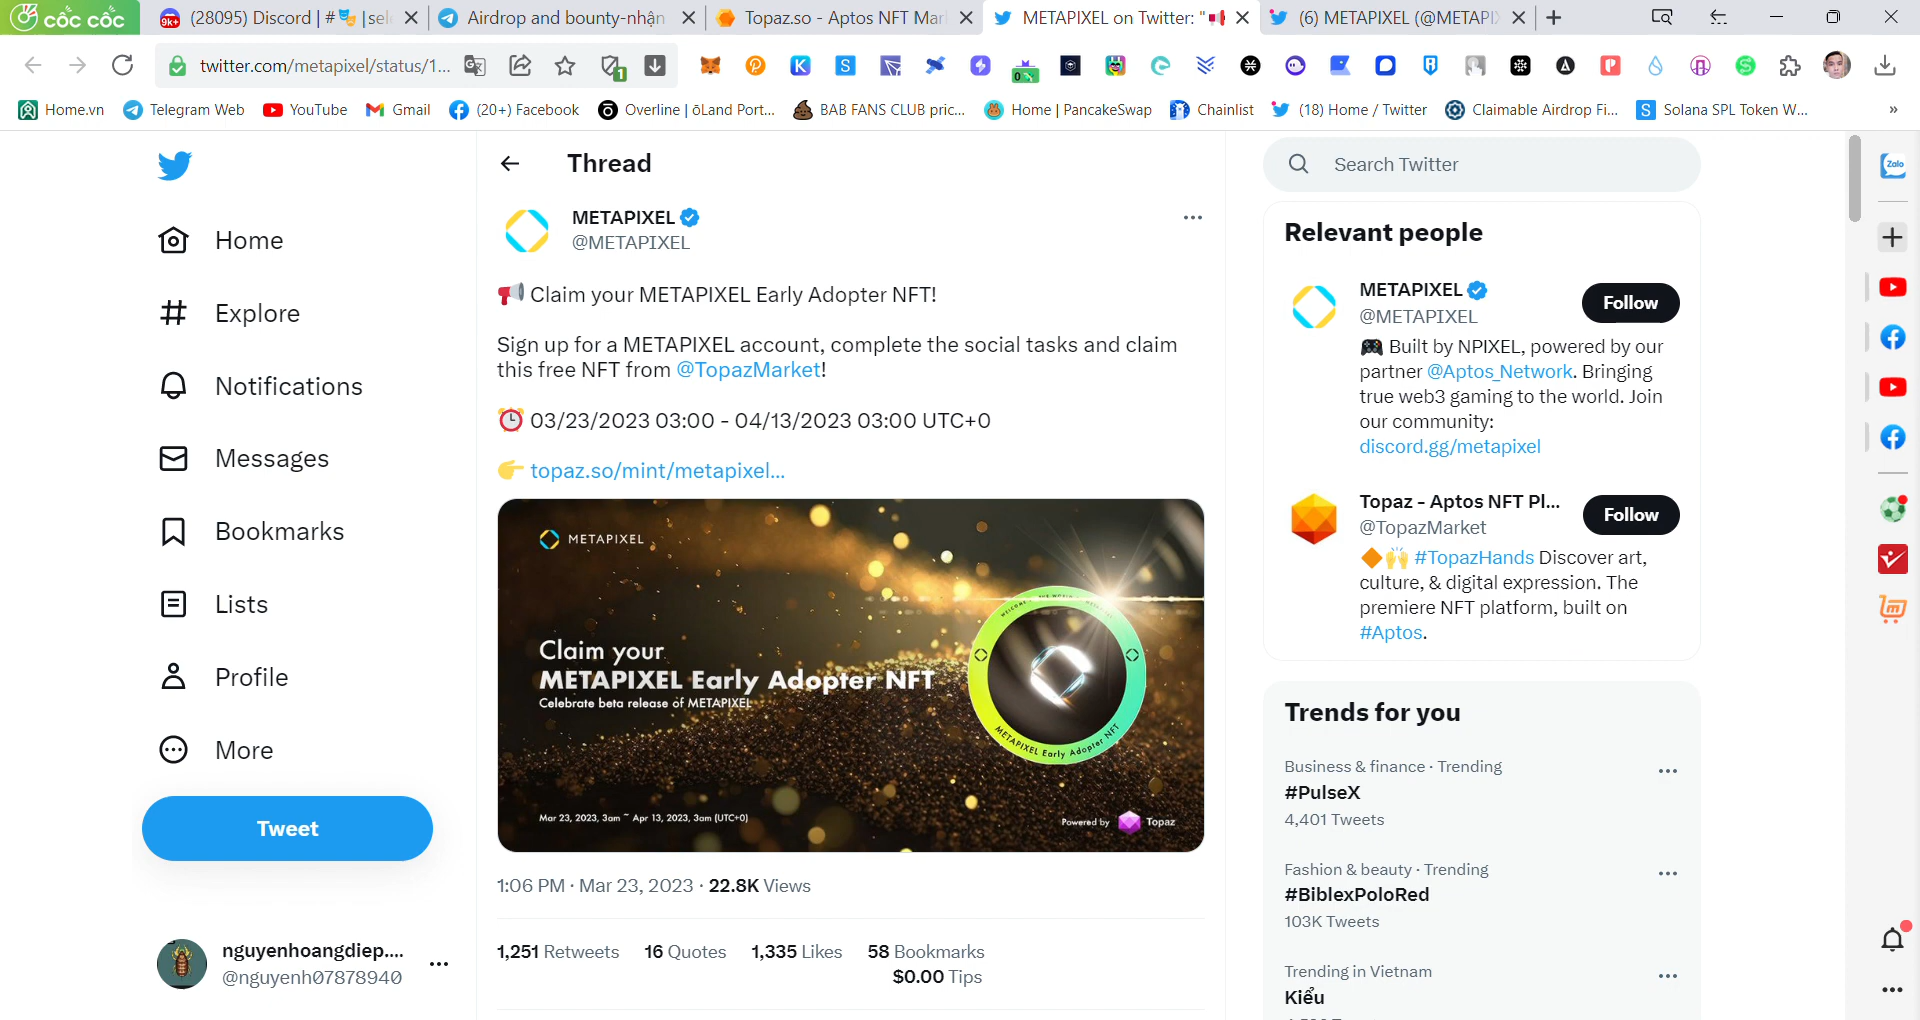 cốc cốc
(28095) Discord | #🎭|sel
Airdrop and bounty-nhận
Topaz.so - Aptos NFT Mar
METAPIXEL on Twitter: "📢
(6) METAPIXEL (@METAPIX
twitter.com/metapixel/status/1...
Home.vn
Telegram Web
YouTube
Gmail
(20+) Facebook
Overline | ōLand Port...
BAB FANS CLUB pric...
Home | PancakeSwap
Chainlist
(18) Home / Twitter
Claimable Airdrop Fi...
Solana SPL Token W...
»
Home
Explore
Notifications
Messages
Bookmarks
Lists
Profile
More
Tweet
nguyenhoangdiep....
@nguyenh07878940
Thread
METAPIXEL
@METAPIXEL
📢 Claim your METAPIXEL Early Adopter NFT!
Sign up for a METAPIXEL account, complete the social tasks and claim
this free NFT from @TopazMarket!
⏰ 03/23/2023 03:00 - 04/13/2023 03:00 UTC+0
👉 topaz.so/mint/metapixel...
METAPIXEL
Claim your
METAPIXEL Early Adopter NFT
Celebrate beta release of METAPIXEL
METAPIXEL Early Adopter NFT
Mar 23, 2023, 3am ~ Apr 13, 2023, 3am (UTC+0)
Powered by Topaz
1:06 PM · Mar 23, 2023 · 22.8K Views
1,251 Retweets 16 Quotes 1,335 Likes 58 Bookmarks
$0.00 Tips
Search Twitter
Relevant people
METAPIXEL
@METAPIXEL
Follow
🎮 Built by NPIXEL, powered by our
partner @Aptos_Network. Bringing
true web3 gaming to the world. Join
our community:
discord.gg/metapixel
Topaz - Aptos NFT Pl...
@TopazMarket
Follow
🔶🙌 #TopazHands Discover art,
culture, & digital expression. The
premiere NFT platform, built on
#Aptos.
Trends for you
Business & finance · Trending
#PulseX
4,401 Tweets
Fashion & beauty · Trending
#BiblexPoloRed
103K Tweets
Trending in Vietnam
Kiểu
Zalo